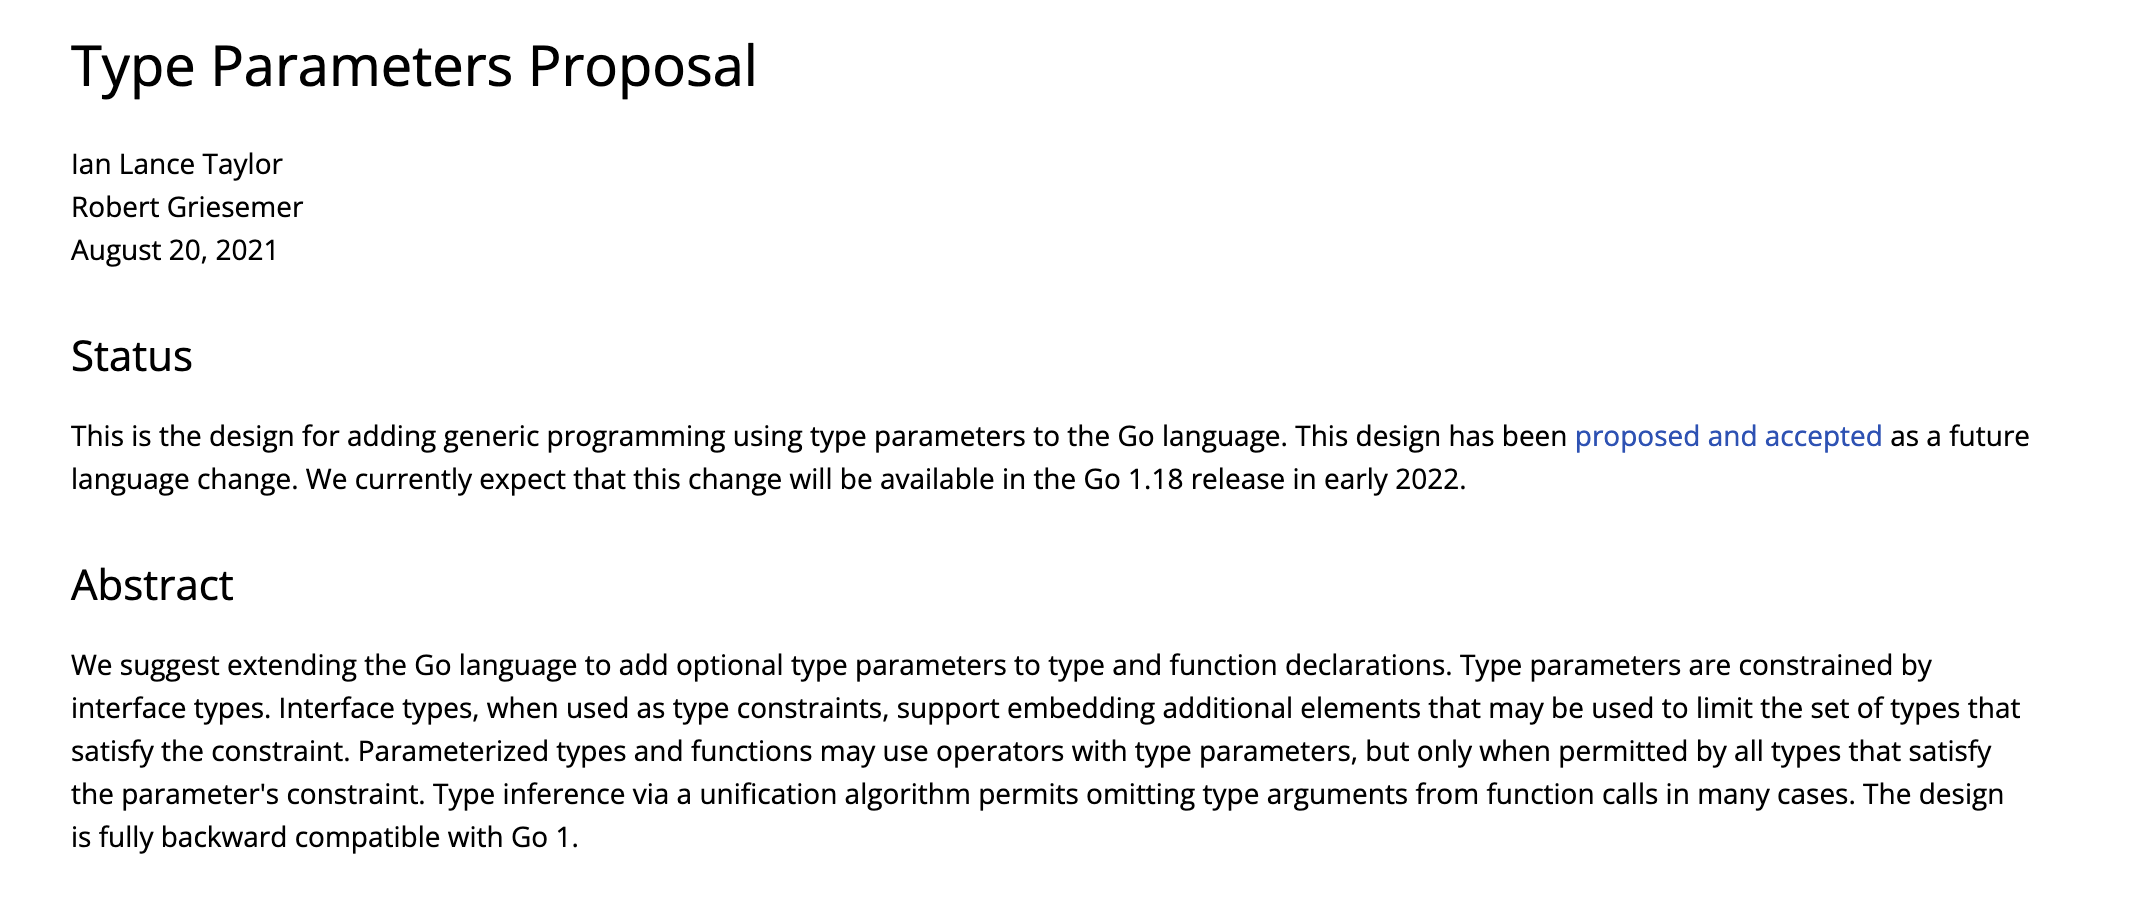 Type Parameters Proposal
Ian Lance Taylor
Robert Griesemer
August 20, 2021
Status
This is the design for adding generic programming using type parameters to the Go language. This design has been proposed and accepted as a future
language change. We currently expect that this change will be available in the Go 1.18 release in early 2022.
Abstract
We suggest extending the Go language to add optional type parameters to type and function declarations. Type parameters are constrained by
interface types. Interface types, when used as type constraints, support embedding additional elements that may be used to limit the set of types that
satisfy the constraint. Parameterized types and functions may use operators with type parameters, but only when permitted by all types that satisfy
the parameter's constraint. Type inference via a unification algorithm permits omitting type arguments from function calls in many cases. The design
is fully backward compatible with Go 1.